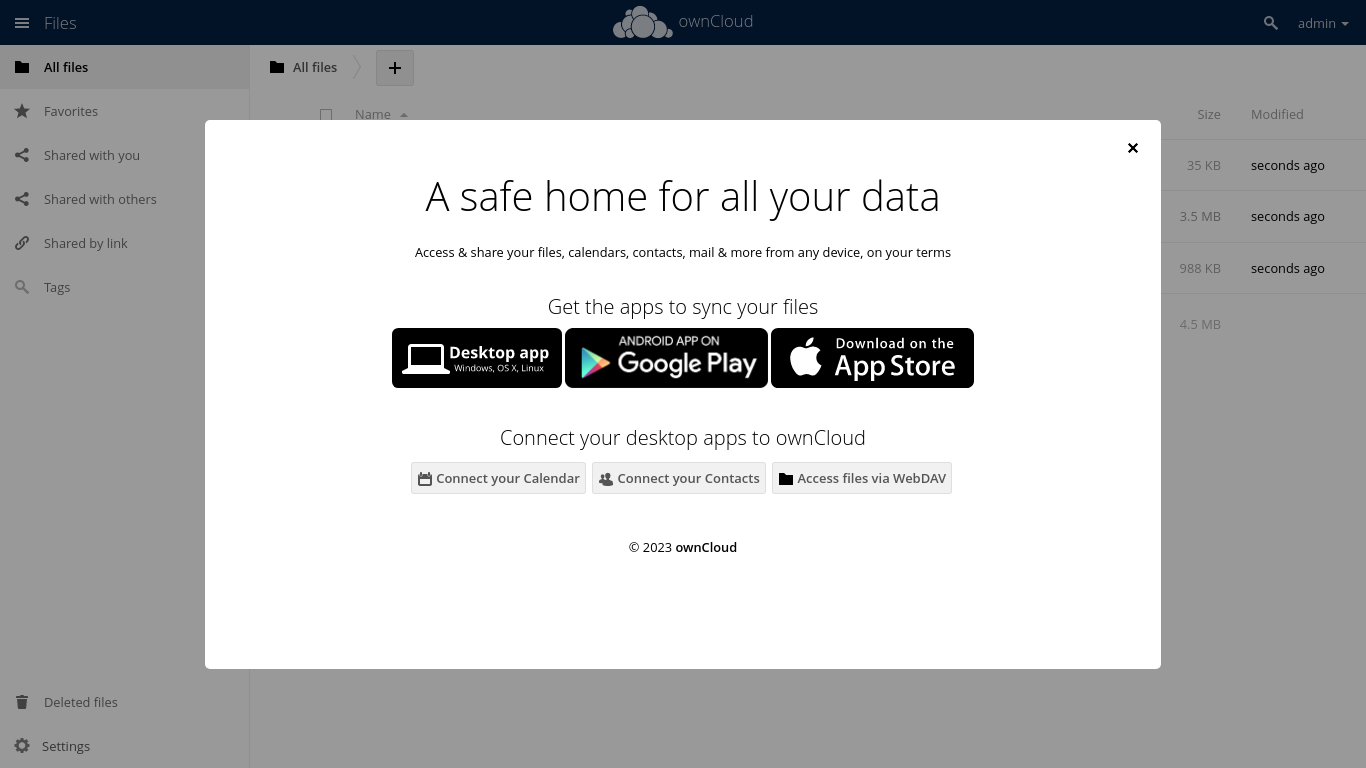 Files
ownCloud
admin
All files
Favorites
Shared with you
Shared with others
Shared by link
Tags
Deleted files
Settings
All files
Name
Size
Modified
35 KB
seconds ago
3.5 MB
seconds ago
988 KB
seconds ago
4.5 MB
A safe home for all your data
Access & share your files, calendars, contacts, mail & more from any device, on your terms
Get the apps to sync your files
Desktop app
Windows, OS X, Linux
ANDROID APP ON
Google Play
Download on the
App Store
Connect your desktop apps to ownCloud
Connect your Calendar
Connect your Contacts
Access files via WebDAV
© 2023 ownCloud